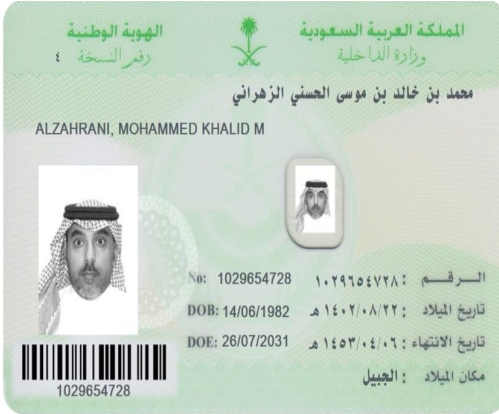 المملكة العربية السعودية
وزارة الداخلية
الهوية الوطنية
رقم النسخة ٤
محمد بن خالد بن موسى الحسني الزهراني
ALZAHRANI, MOHAMMED KHALID M
No: 1029654728 الرقم : ١٠٢٩٦٥٤٧٢٨
DOB: 14/06/1982 تاريخ الميلاد : ١٤٠٢/٠٨/٢٢ هـ
DOE: 26/07/2031 تاريخ الانتهاء : ١٤٥٣/٠٤/٠٦ هـ
مكان الميلاد : الجبيل
1029654728